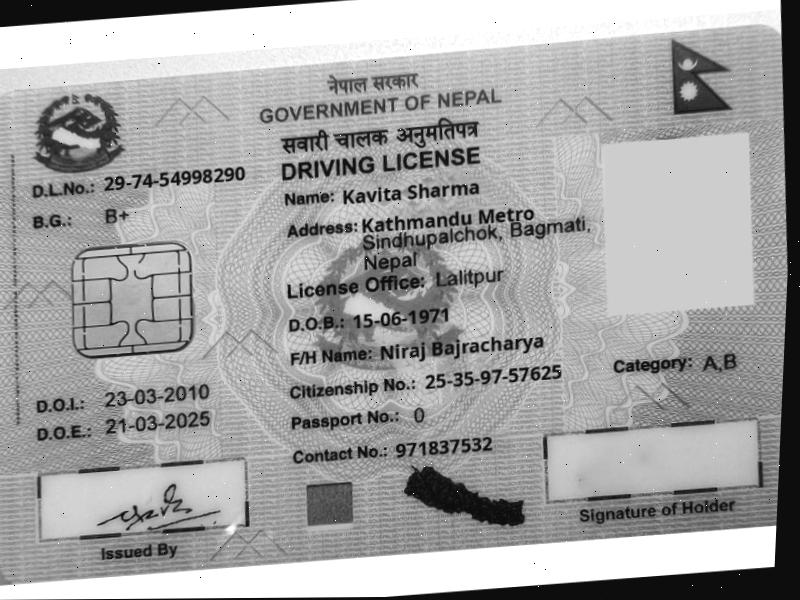 नेपाल सरकार
GOVERNMENT OF NEPAL
सवारी चालक अनुमतिपत्र
DRIVING LICENSE
D.L.No.: 29-74-54998290
B.G.: B+
Name: Kavita Sharma
Address: Kathmandu Metro
Sindhupalchok, Bagmati,
Nepal
License Office: Lalitpur
D.O.B.: 15-06-1971
F/H Name: Niraj Bajracharya
Citizenship No.: 25-35-97-57625
Category: A,B
D.O.I.: 23-03-2010
D.O.E.: 21-03-2025
Passport No.: 0
Contact No.: 971837532
Issued By
Signature of Holder